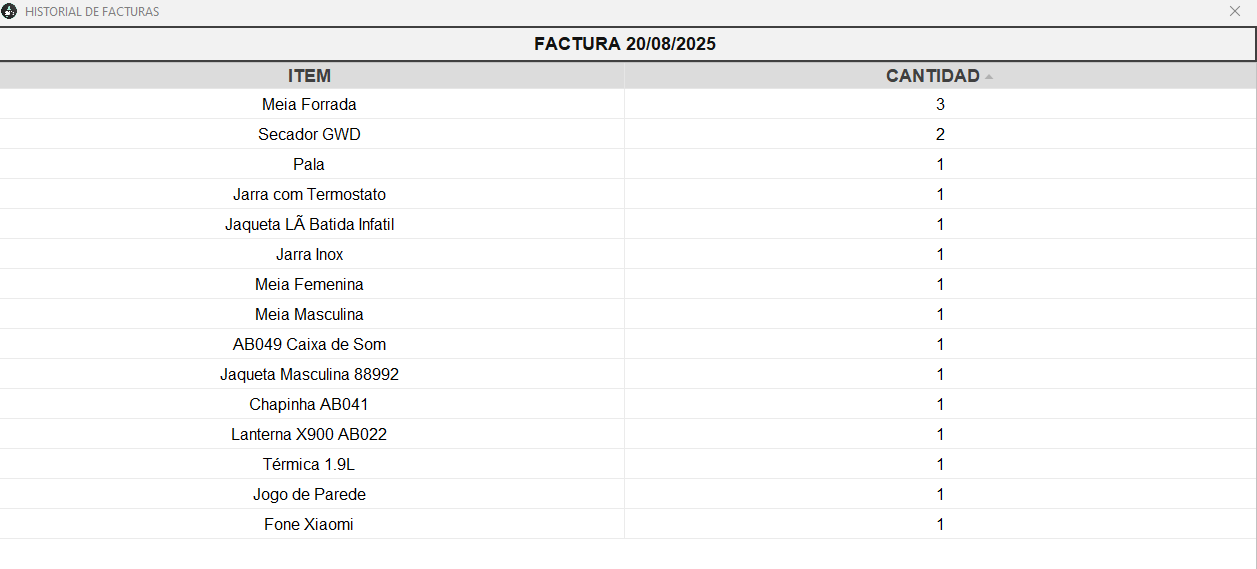 HISTORIAL DE FACTURAS
FACTURA 20/08/2025
ITEM CANTIDAD
Meia Forrada 3
Secador GWD 2
Pala 1
Jarra com Termostato 1
Jaqueta LÃ Batida Infatil 1
Jarra Inox 1
Meia Femenina 1
Meia Masculina 1
AB049 Caixa de Som 1
Jaqueta Masculina 88992 1
Chapinha AB041 1
Lanterna X900 AB022 1
Térmica 1.9L 1
Jogo de Parede 1
Fone Xiaomi 1